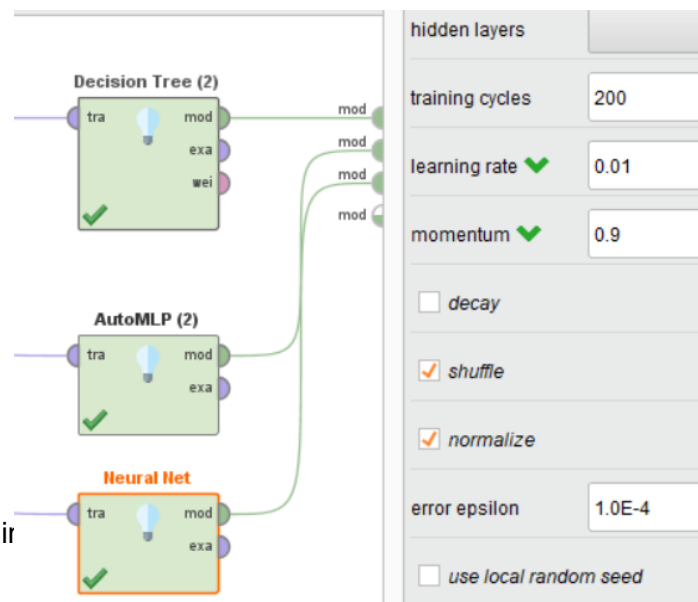 Decision Tree (2)
tra
mod
exa
wei
mod
mod
mod
mod
AutoMLP (2)
tra
mod
exa
Neural Net
tra
mod
exa
hidden layers
training cycles 200
learning rate 0.01
momentum 0.9
decay
shuffle
normalize
error epsilon 1.0E-4
use local random seed